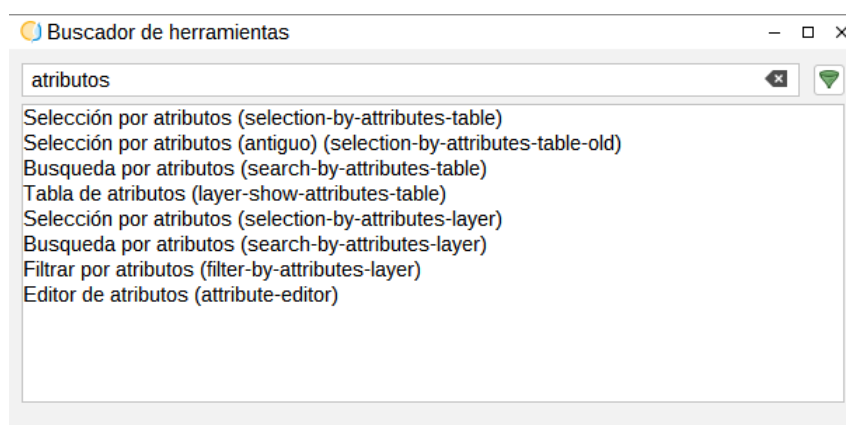 Buscador de herramientas
atributos
Selección por atributos (selection-by-attributes-table)
Selección por atributos (antiguo) (selection-by-attributes-table-old)
Busqueda por atributos (search-by-attributes-table)
Tabla de atributos (layer-show-attributes-table)
Selección por atributos (selection-by-attributes-layer)
Busqueda por atributos (search-by-attributes-layer)
Filtrar por atributos (filter-by-attributes-layer)
Editor de atributos (attribute-editor)